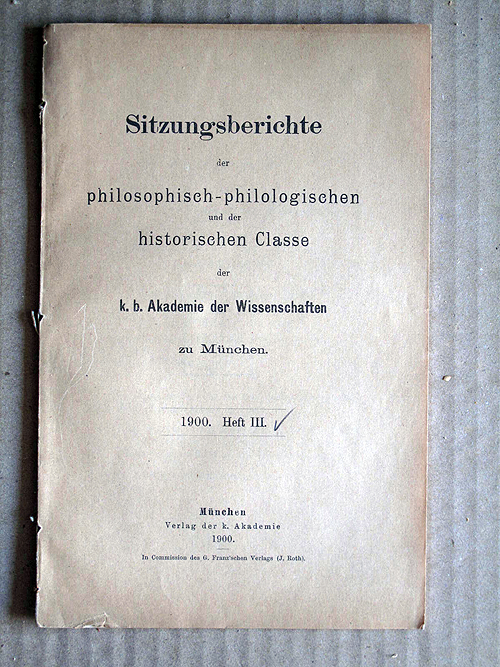 Sitzungsberichte
der
philosophisch-philologischen
und der
historischen Classe
der
k. b. Akademie der Wissenschaften
zu München.
1900. Heft III.
München
Verlag der k. Akademie
1900.
In Commission des G. Franz'schen Verlags (J. Roth).